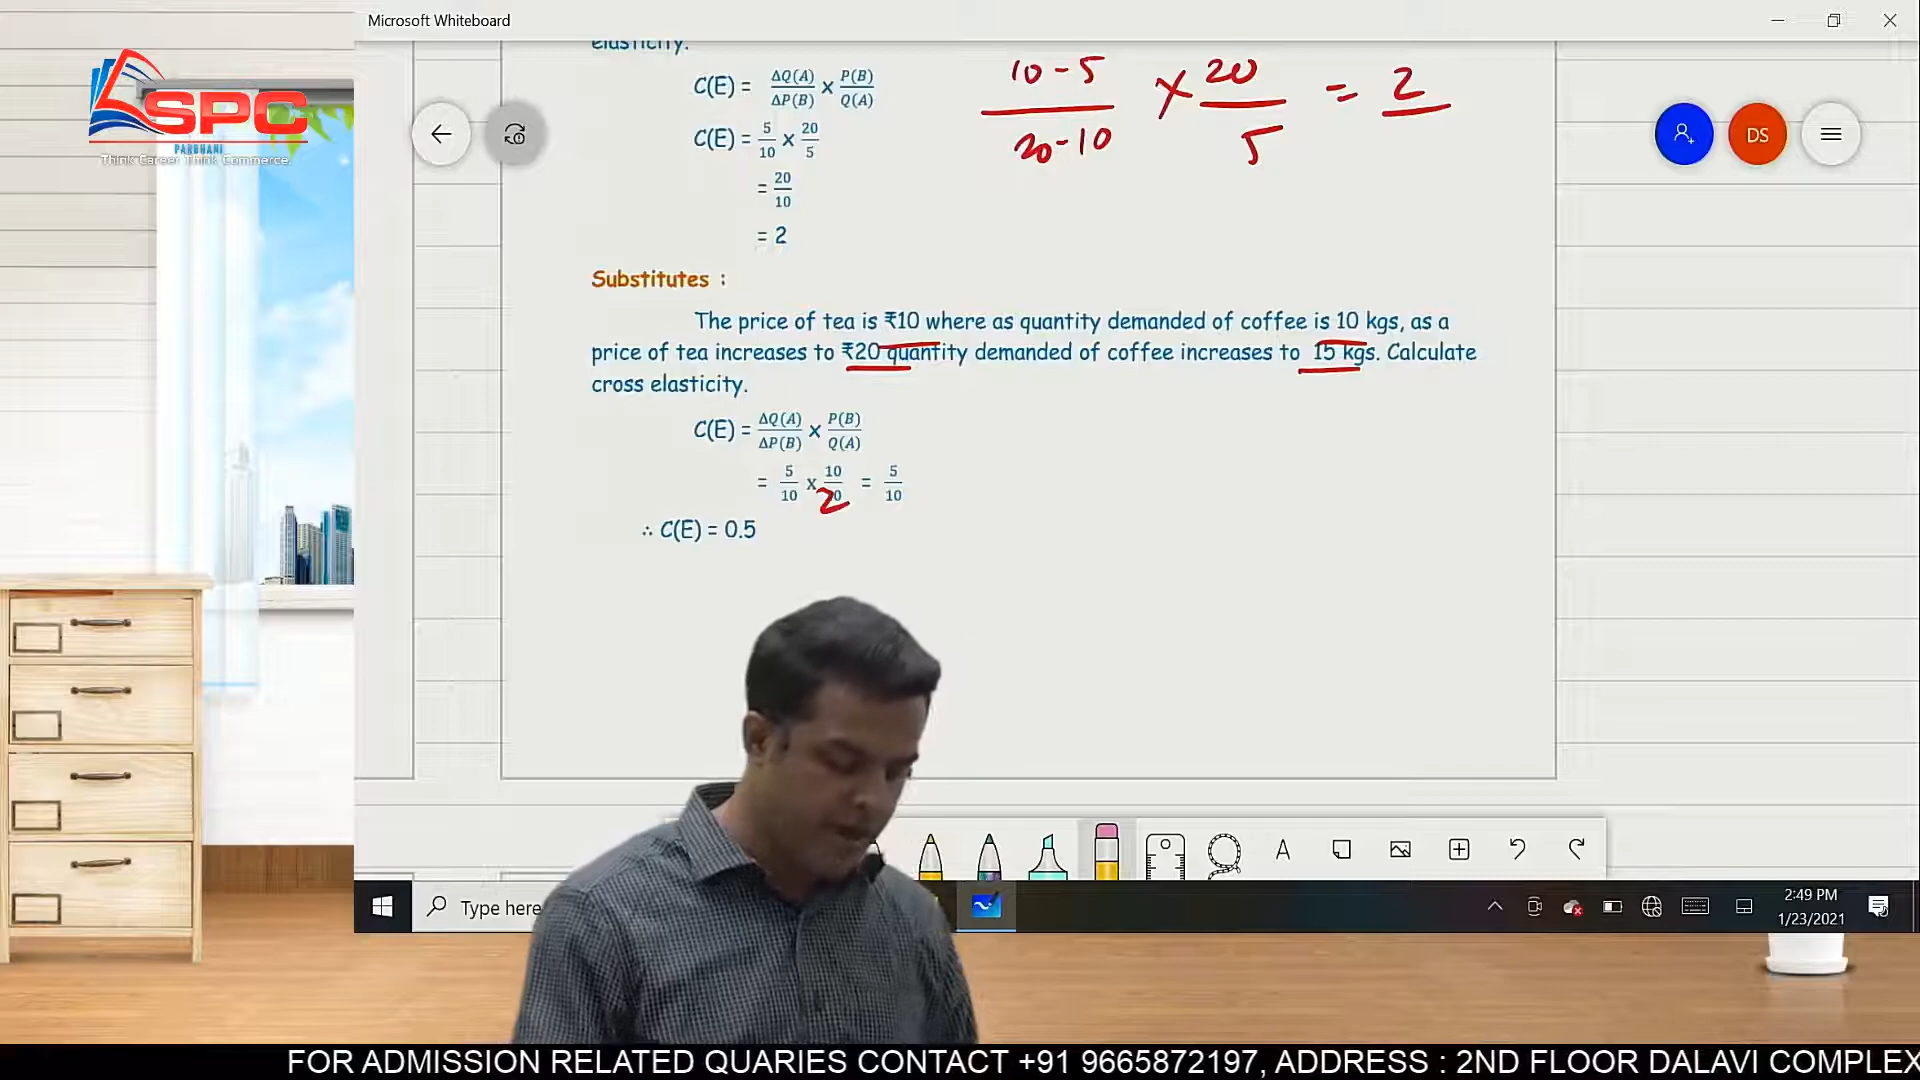 Microsoft Whiteboard
elasticity.
C(E) = ΔQ(A)/ΔP(B) x P(B)/Q(A)
10-5/20-10 × 20/5 = 2
C(E) = 5/10 x 20/5
= 20/10
= 2
SPC
PARBHANI
Think Career Think Commerce.
DS
Substitutes :
The price of tea is ₹10 where as quantity demanded of coffee is 10 kgs, as a
price of tea increases to ₹20 quantity demanded of coffee increases to 15 kgs. Calculate
cross elasticity.
C(E) = ΔQ(A)/ΔP(B) x P(B)/Q(A)
= 5/10 x 10/ 0 = 5/10
2
∴ C(E) = 0.5
A
Type here
2:49 PM
1/23/2021
FOR ADMISSION RELATED QUARIES CONTACT +91 9665872197, ADDRESS : 2ND FLOOR DALAVI COMPLEX